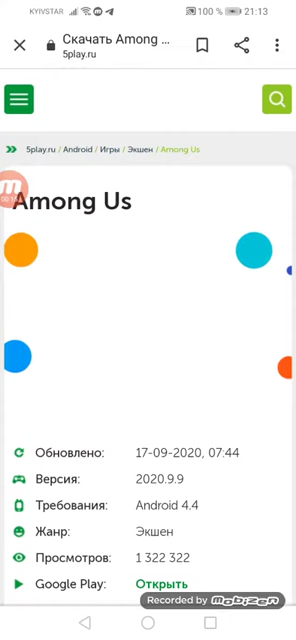 KYIVSTAR 100 % 21:13
Скачать Among ...
5play.ru
5play.ru / Android / Игры / Экшен / Among Us
Among Us
Обновлено: 17-09-2020, 07:44
Версия: 2020.9.9
Требования: Android 4.4
Жанр: Экшен
Просмотров: 1 322 322
Google Play: Открыть
Recorded by mobizen